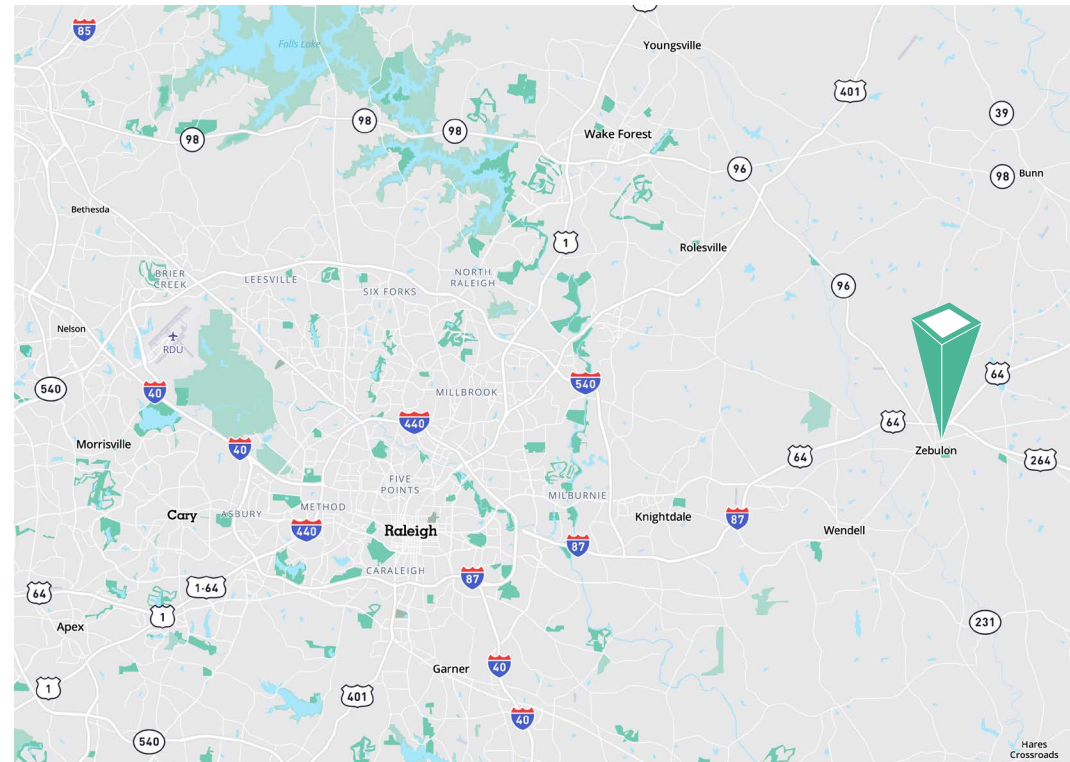 85
Falls Lake
Youngsville
401
39
98
98
98
Wake Forest
96
98
Bunn
Bethesda
1
Rolesville
BRIER
CREEK
LEESVILLE
SIX FORKS
NORTH
RALEIGH
96
Nelson
RDU
540
40
540
64
MILLBROOK
440
64
Morrisville
40
64
Zebulon
264
FIVE
POINTS
MILBURNIE
Cary
ASBURY
METHOD
440
Raleigh
Knightdale
87
Wendell
87
CARALEIGH
87
64
1-64
1
Apex
231
Garner
40
1
401
40
540
Hares
Crossroads